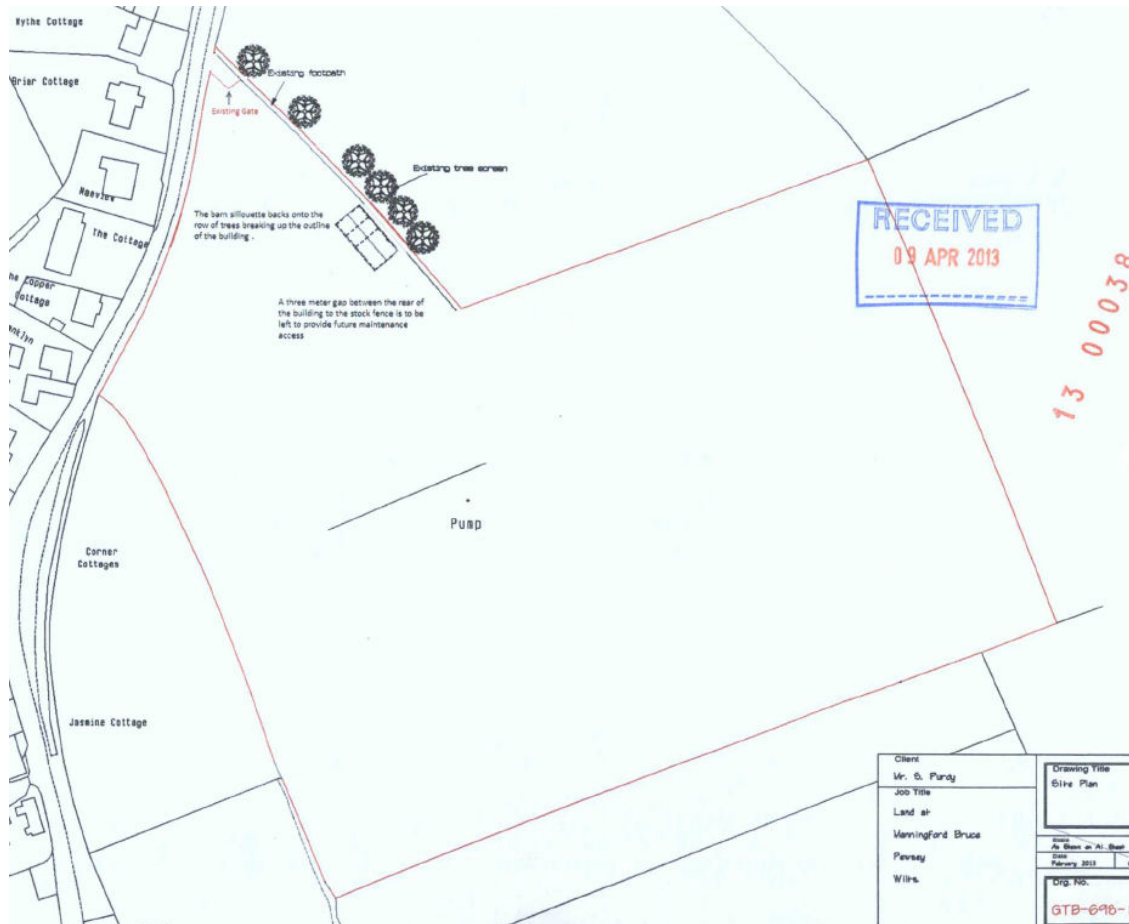 Wythe Cottage
Briar Cottage
Existing footpath
Existing Gate
Existing tree screen
The barn sillouette backs onto the
row of trees breaking up the outline
of the building .
The Cottage
Copper
Cottage
A three meter gap between the rear of
the building to the stock fence is to be
left to provide future maintenance
access
RECEIVED
09 APR 2013
13 00038
Pump
Corner
Cottages
Jasmine Cottage
Client
Mr. S. Purdy
Job Title
Land at
Manningford Bruce
Pewsey
Wilts.
Drawing Title
Site Plan
Date
February 2013
Drg. No.
GTB-698-